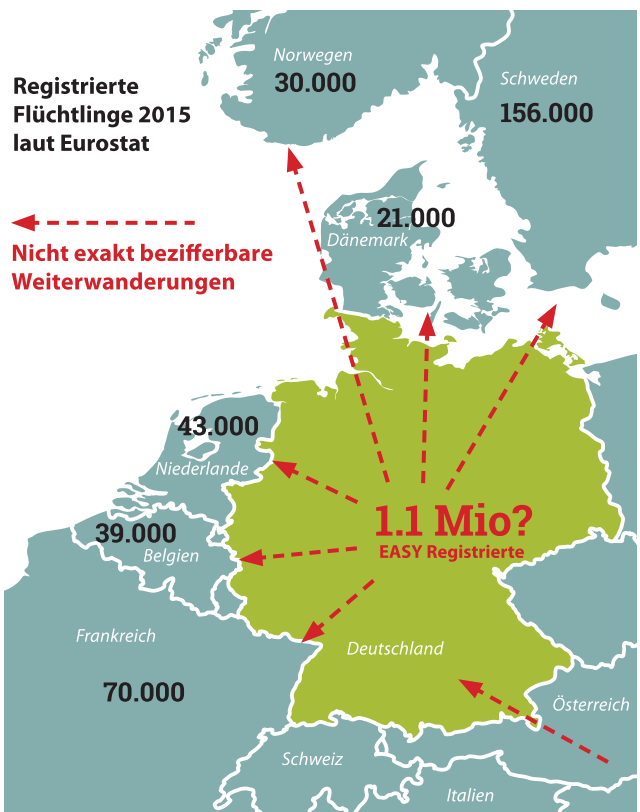 Norwegen
30.000
Schweden
156.000
Registrierte
Flüchtlinge 2015
laut Eurostat
21.000
Dänemark
Nicht exakt bezifferbare
Weiterwanderungen
43.000
Niederlande
39.000
Belgien
1.1 Mio?
EASY Registrierte
Frankreich
70.000
Deutschland
Österreich
Schweiz
Italien